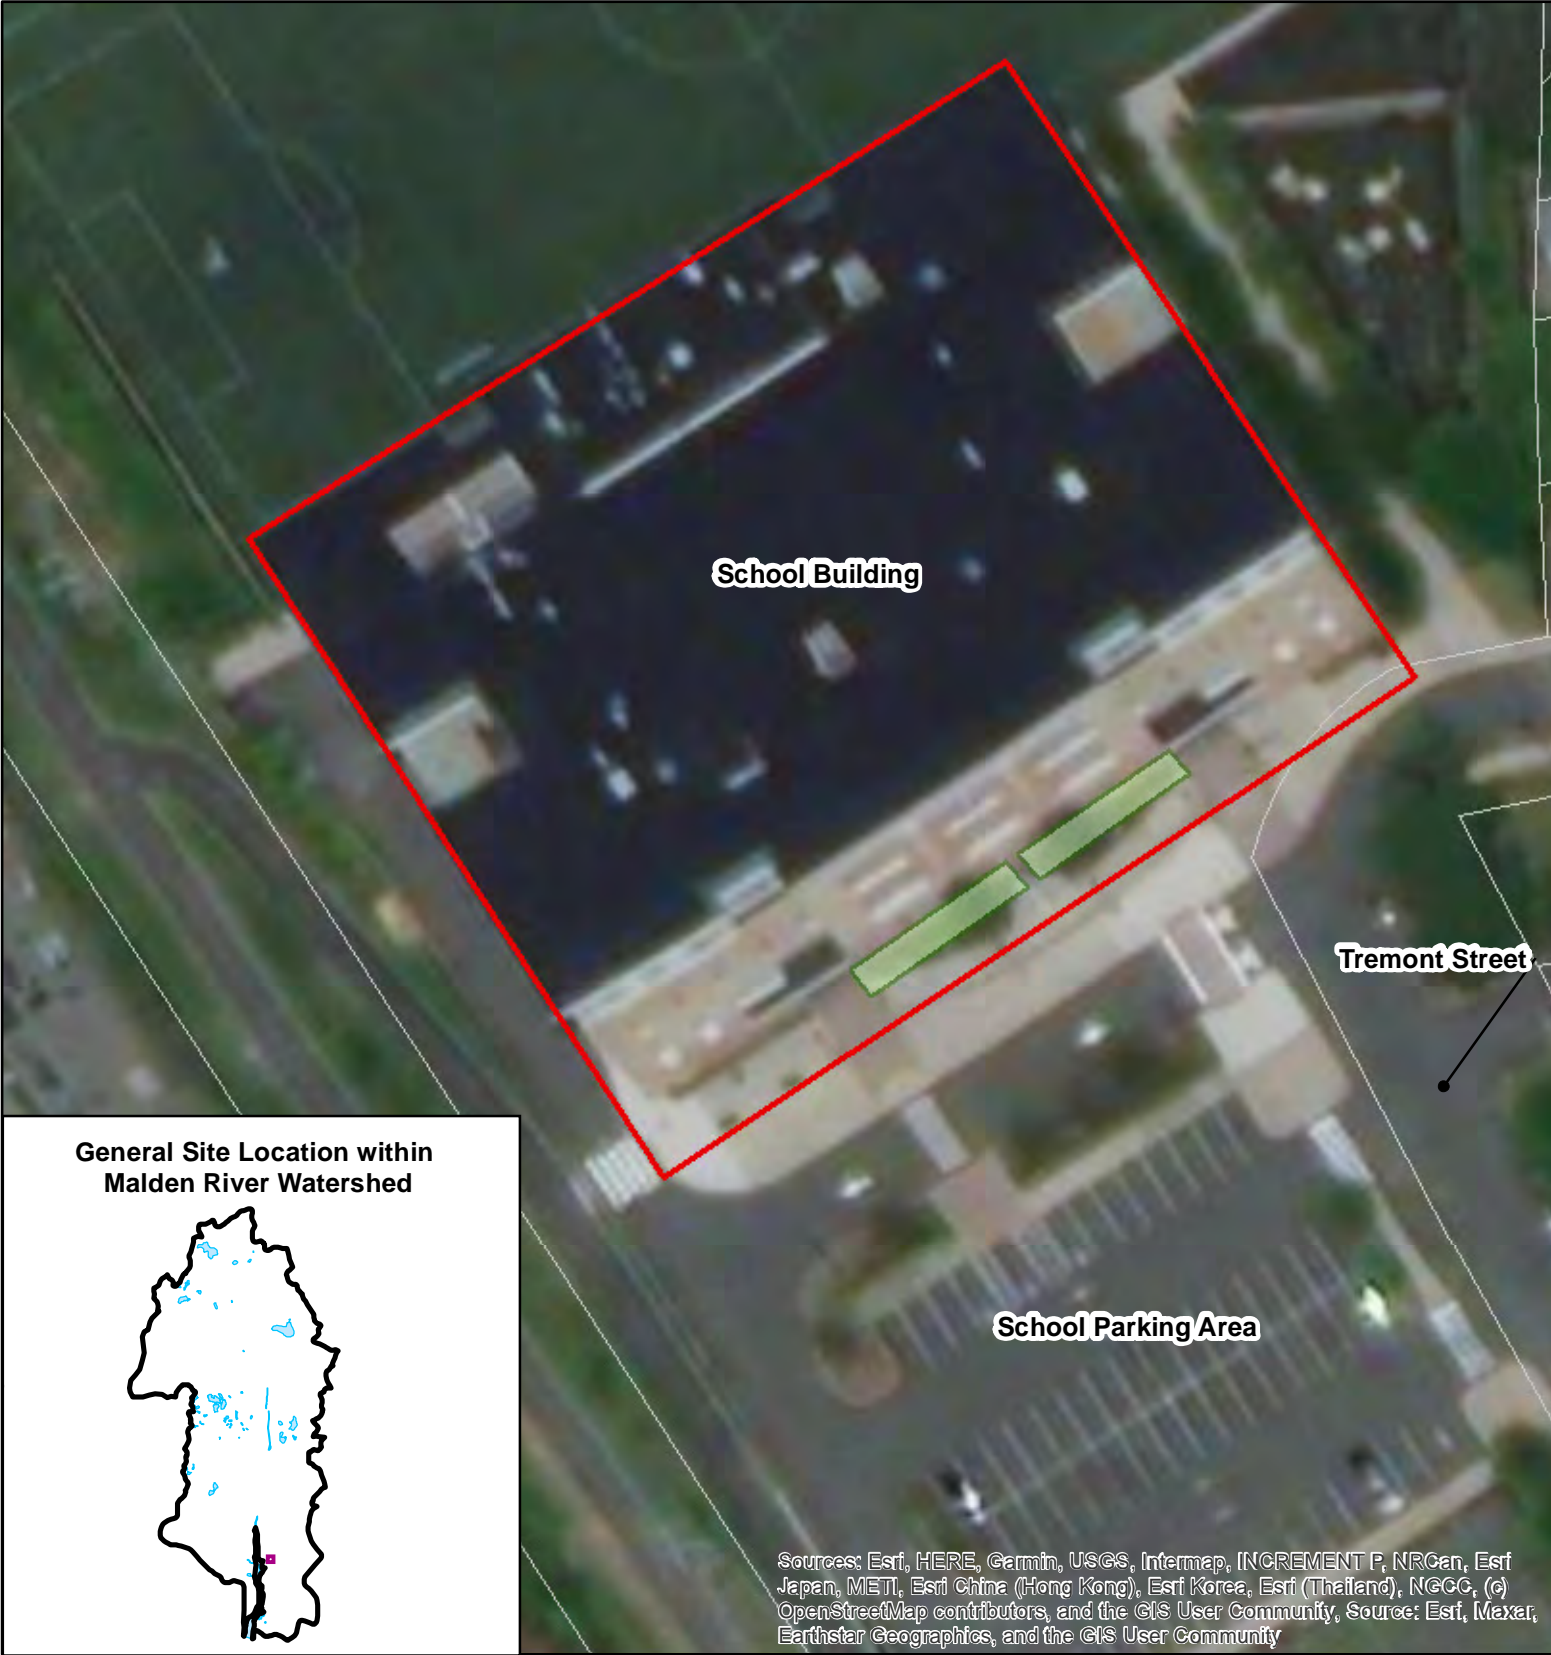 School Building
Tremont Street
General Site Location within
Malden River Watershed
School Parking Area
Sources: Esri, HERE, Garmin, USGS, Intermap, INCREMENT P, NRCan, Esri
Japan, METI, Esri China (Hong Kong), Esri Korea, Esri (Thailand), NGCC, (c)
OpenStreetMap contributors, and the GIS User Community, Source: Esri, Maxar,
Earthstar Geographics, and the GIS User Community